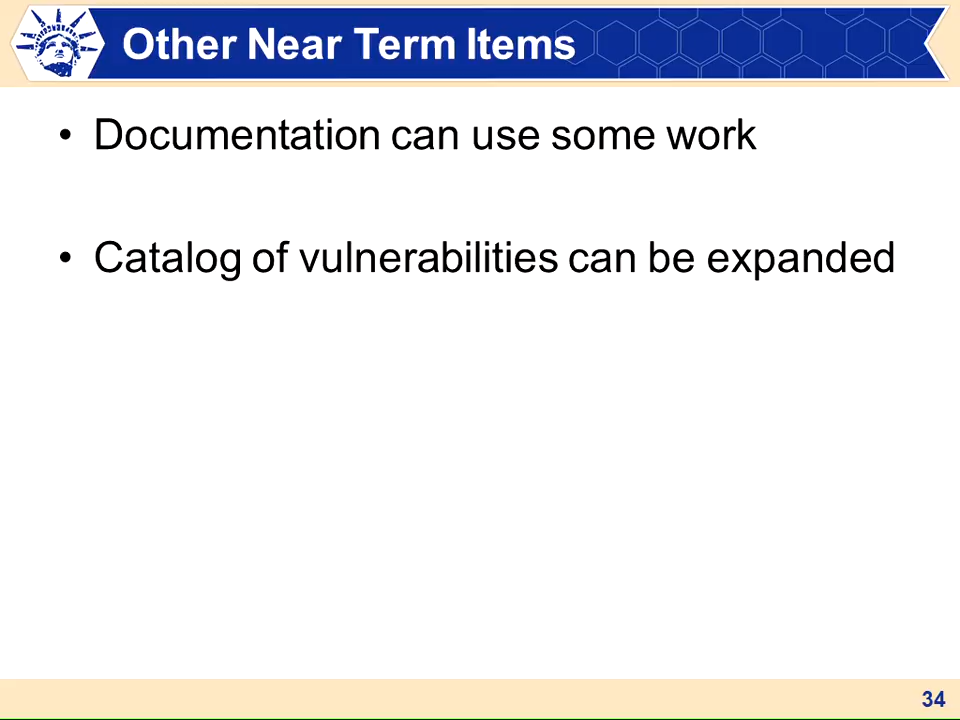 Other Near Term Items
• Documentation can use some work
• Catalog of vulnerabilities can be expanded
34